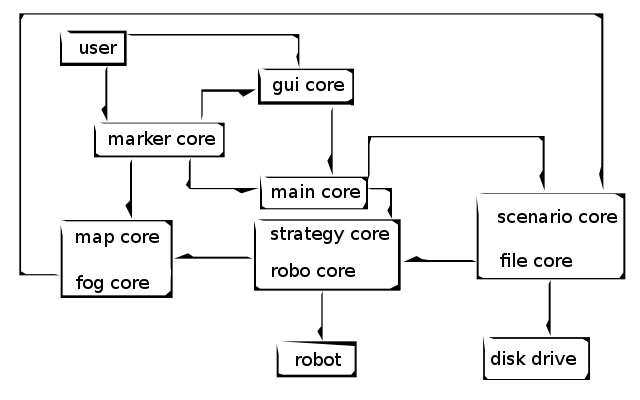 user
gui core
marker core
main core
scenario core
file core
map core
fog core
strategy core
robo core
robot
disk drive